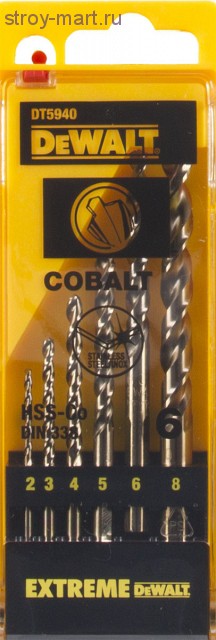 stroy-mart.ru
DT5940
DEWALT
COBALT
STAINLESS
STEEL INOX
HSS-Co
DIN 338
6
2 3 4 5 6 8
EXTREME DEWALT